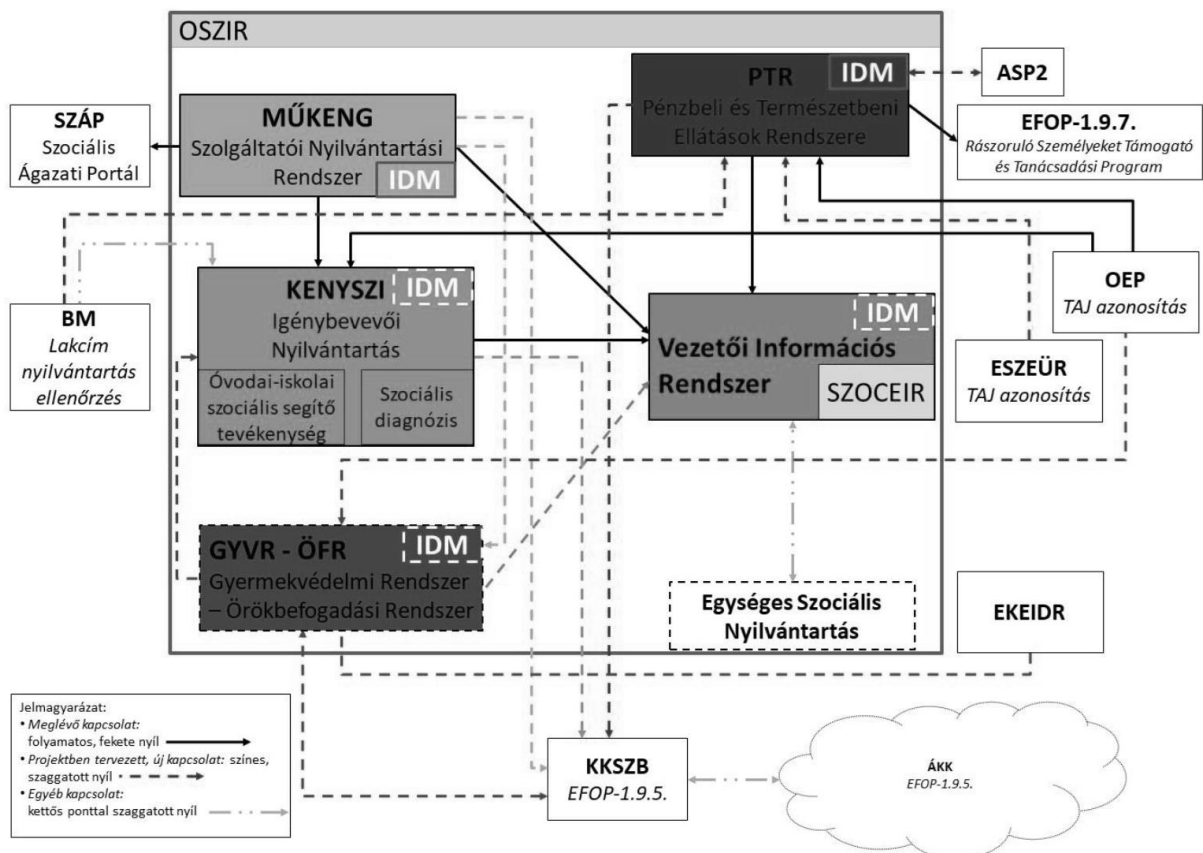 OSZIR
PTR
IDM
Pénzbeli és Természetbeni
Ellátások Rendszere
ASP2
EFOP-1.9.7.
Rászoruló Személyeket Támogató
és Tanácsadási Program
SZÁP
Szociális
Ágazati Portál
MŰKENG
Szolgáltatói Nyilvántartási
Rendszer
IDM
KENYSZI
IDM
Igénybevevői
Nyilvántartás
Óvodai-iskolai
szociális segítő
tevékenység
Szociális
diagnózis
IDM
Vezetői Információs
Rendszer
SZOCEIR
OEP
TAJ azonosítás
BM
Lakcím
nyilvántartás
ellenőrzés
ESZEÜR
TAJ azonosítás
GYVR - ÖFR
IDM
Gyermekvédelmi Rendszer
– Örökbefogadási Rendszer
Egységes Szociális
Nyilvántartás
EKEIDR
Jelmagyarázat:
• Meglévő kapcsolat:
folyamatos, fekete nyíl
• Projektben tervezett, új kapcsolat: színes,
szaggatott nyíl
• Egyéb kapcsolat:
kettős ponttal szaggatott nyíl
KKSZB
EFOP-1.9.5.
ÁKK
EFOP-1.9.5.